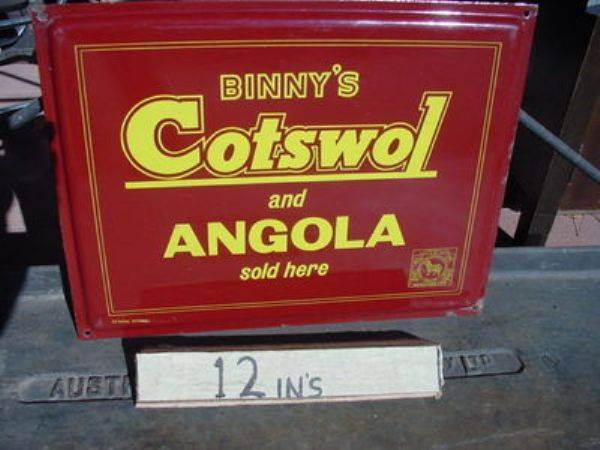 BINNY'S
Cotswol
and
ANGOLA
sold here
12 IN'S